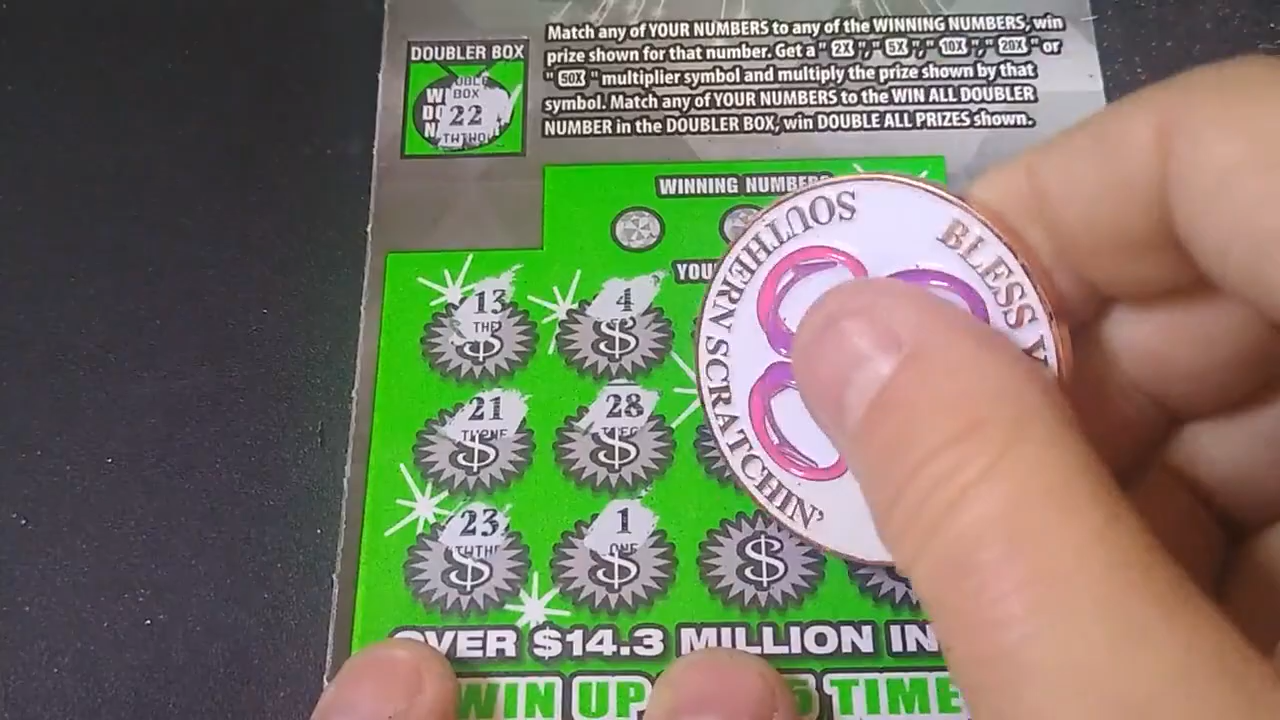 Match any of YOUR NUMBERS to any of the WINNING NUMBERS, win
prize shown for that number. Get a "2X", "5X", "10X", "20X" or
"50X" multiplier symbol and multiply the prize shown by that
symbol. Match any of YOUR NUMBERS to the WIN ALL DOUBLER
NUMBER in the DOUBLER BOX, win DOUBLE ALL PRIZES shown.
DOUBLER BOX
BOX
22
WINNING NUMBERS
SOUTHERN SCRATCHIN'
BLESS
13
$
4
$
21
$
28
$
23
$
1
ONE
$
$
OVER $14.3 MILLION IN
WIN UP
TIME